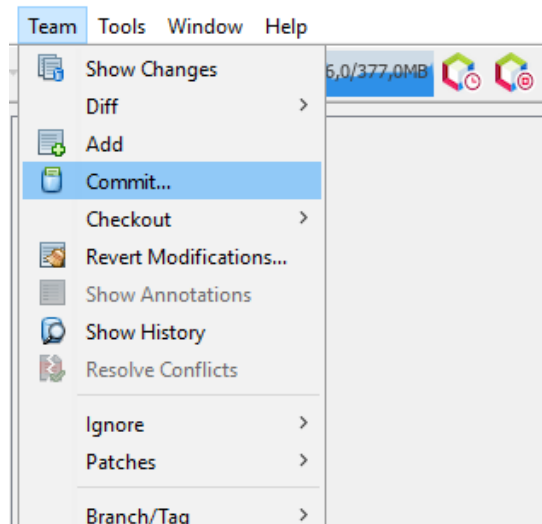 Team Tools Window Help
Show Changes
6,0/377,0MB
Diff
Add
Commit...
Checkout
Revert Modifications...
Show Annotations
Show History
Resolve Conflicts
Ignore
Patches
Branch/Tag